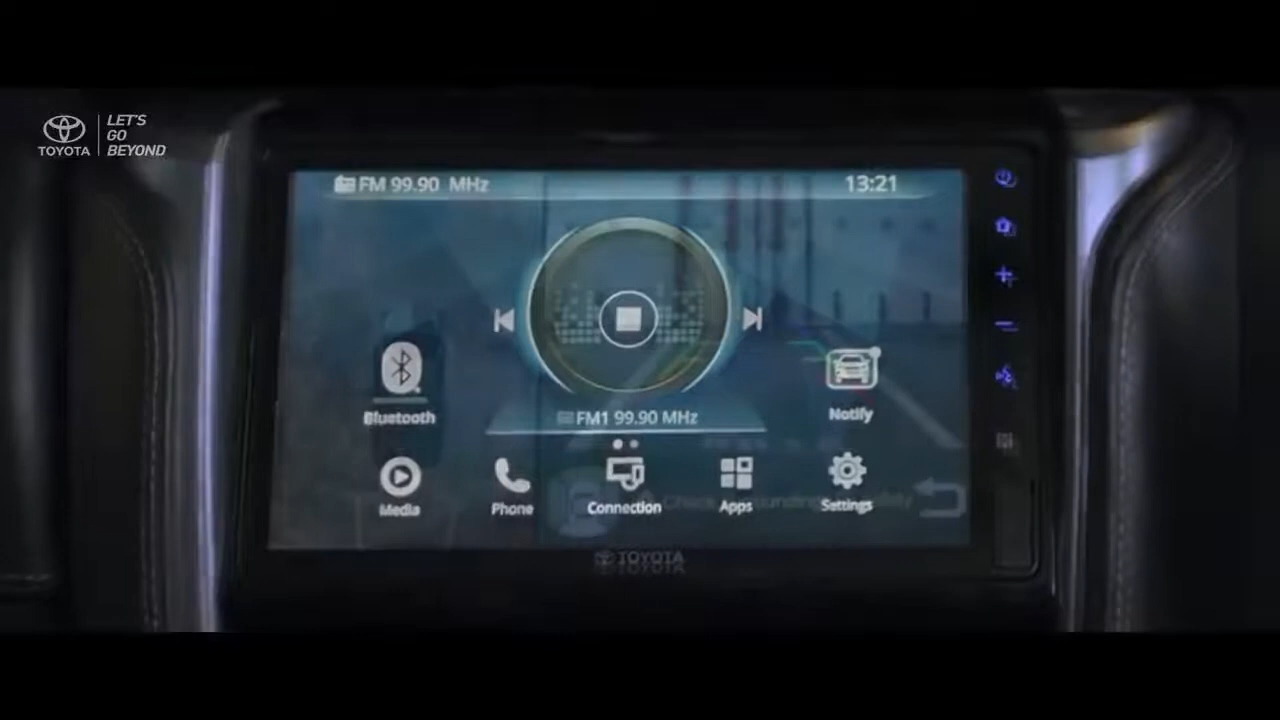 TOYOTA
LET'S
GO
BEYOND
FM 99.90 MHz
13:21
Bluetooth
FM1 99.90 MHz
Notify
Media
Phone
Connection
Apps
Settings
TOYOTA